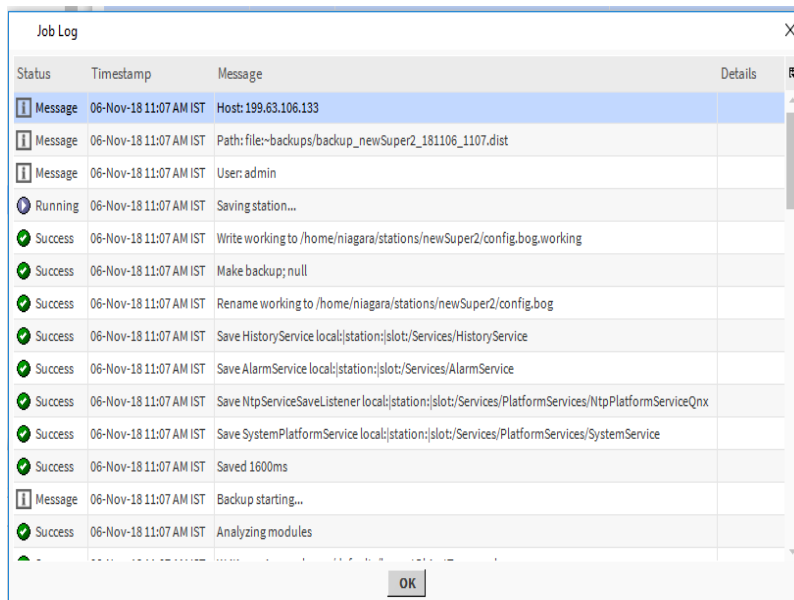 Job Log
Status Timestamp Message Details
Message 06-Nov-18 11:07 AM IST Host: 199.63.106.133
Message 06-Nov-18 11:07 AM IST Path: file:~backups/backup_newSuper2_181106_1107.dist
Message 06-Nov-18 11:07 AM IST User: admin
Running 06-Nov-18 11:07 AM IST Saving station...
Success 06-Nov-18 11:07 AM IST Write working to /home/niagara/stations/newSuper2/config.bog.working
Success 06-Nov-18 11:07 AM IST Make backup; null
Success 06-Nov-18 11:07 AM IST Rename working to /home/niagara/stations/newSuper2/config.bog
Success 06-Nov-18 11:07 AM IST Save HistoryService local:|station:|slot:/Services/HistoryService
Success 06-Nov-18 11:07 AM IST Save AlarmService local:|station:|slot:/Services/AlarmService
Success 06-Nov-18 11:07 AM IST Save NtpServiceSaveListener local:|station:|slot:/Services/PlatformServices/NtpPlatformServiceQnx
Success 06-Nov-18 11:07 AM IST Save SystemPlatformService local:|station:|slot:/Services/PlatformServices/SystemService
Success 06-Nov-18 11:07 AM IST Saved 1600ms
Message 06-Nov-18 11:07 AM IST Backup starting...
Success 06-Nov-18 11:07 AM IST Analyzing modules
OK